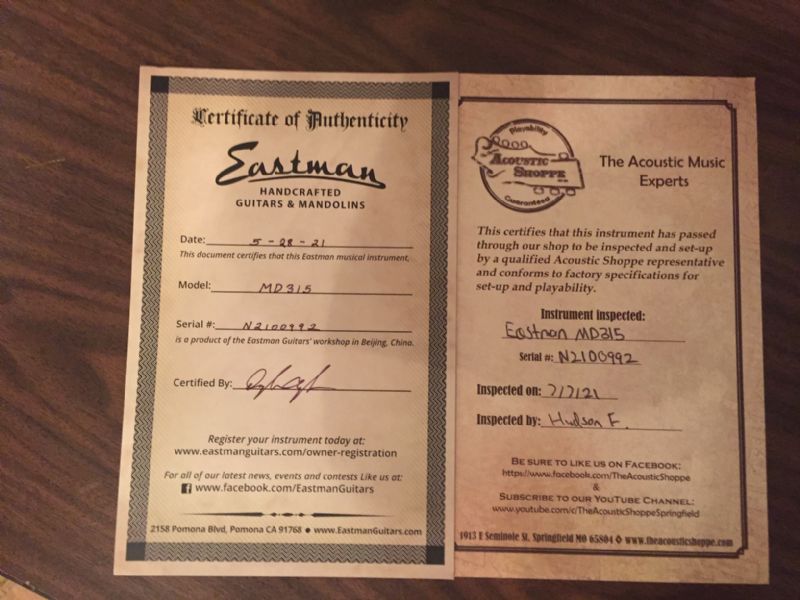 Certificate of Authenticity
Eastman
HANDCRAFTED
GUITARS & MANDOLINS
Date: 5-28-21
This document certifies that this Eastman musical instrument,
Model: MD315
Serial #: N2100992
is a product of the Eastman Guitars' workshop in Beijing, China.
Certified By:
Register your instrument today at:
www.eastmanguitars.com/owner-registration
For all of our latest news, events and contests Like us at:
www.facebook.com/EastmanGuitars
2158 Pomona Blvd, Pomona CA 91768 ● www.EastmanGuitars.com
Playability
ACOUSTIC
SHOPPE
Guaranteed
The Acoustic Music
Experts
This certifies that this instrument has passed
through our shop to be inspected and set-up
by a qualified Acoustic Shoppe representative
and conforms to factory specifications for
set-up and playability.
Instrument inspected:
Eastman MD315
Serial #: N2100992
Inspected on: 7/7/21
Inspected by: Hudson F.
BE SURE TO LIKE US ON FACEBOOK:
https://www.facebook.com/TheAcousticShoppe
&
SUBSCRIBE TO OUR YOUTUBE CHANNEL:
www.youtube.com/c/TheAcousticShoppeSpringfield
1913 E Seminole St. Springfield MO 65804 ◊ www.theacousticshoppe.com